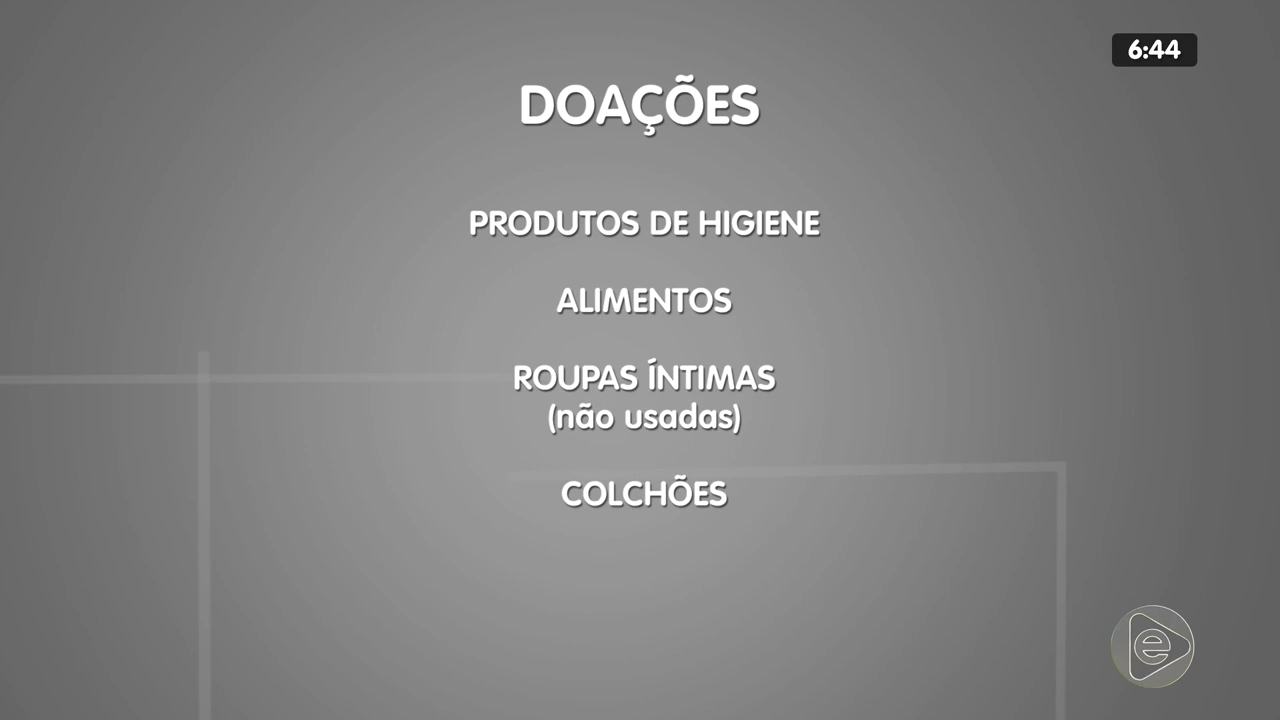 6:44
DOAÇÕES
PRODUTOS DE HIGIENE
ALIMENTOS
ROUPAS ÍNTIMAS
(não usadas)
COLCHÕES
e